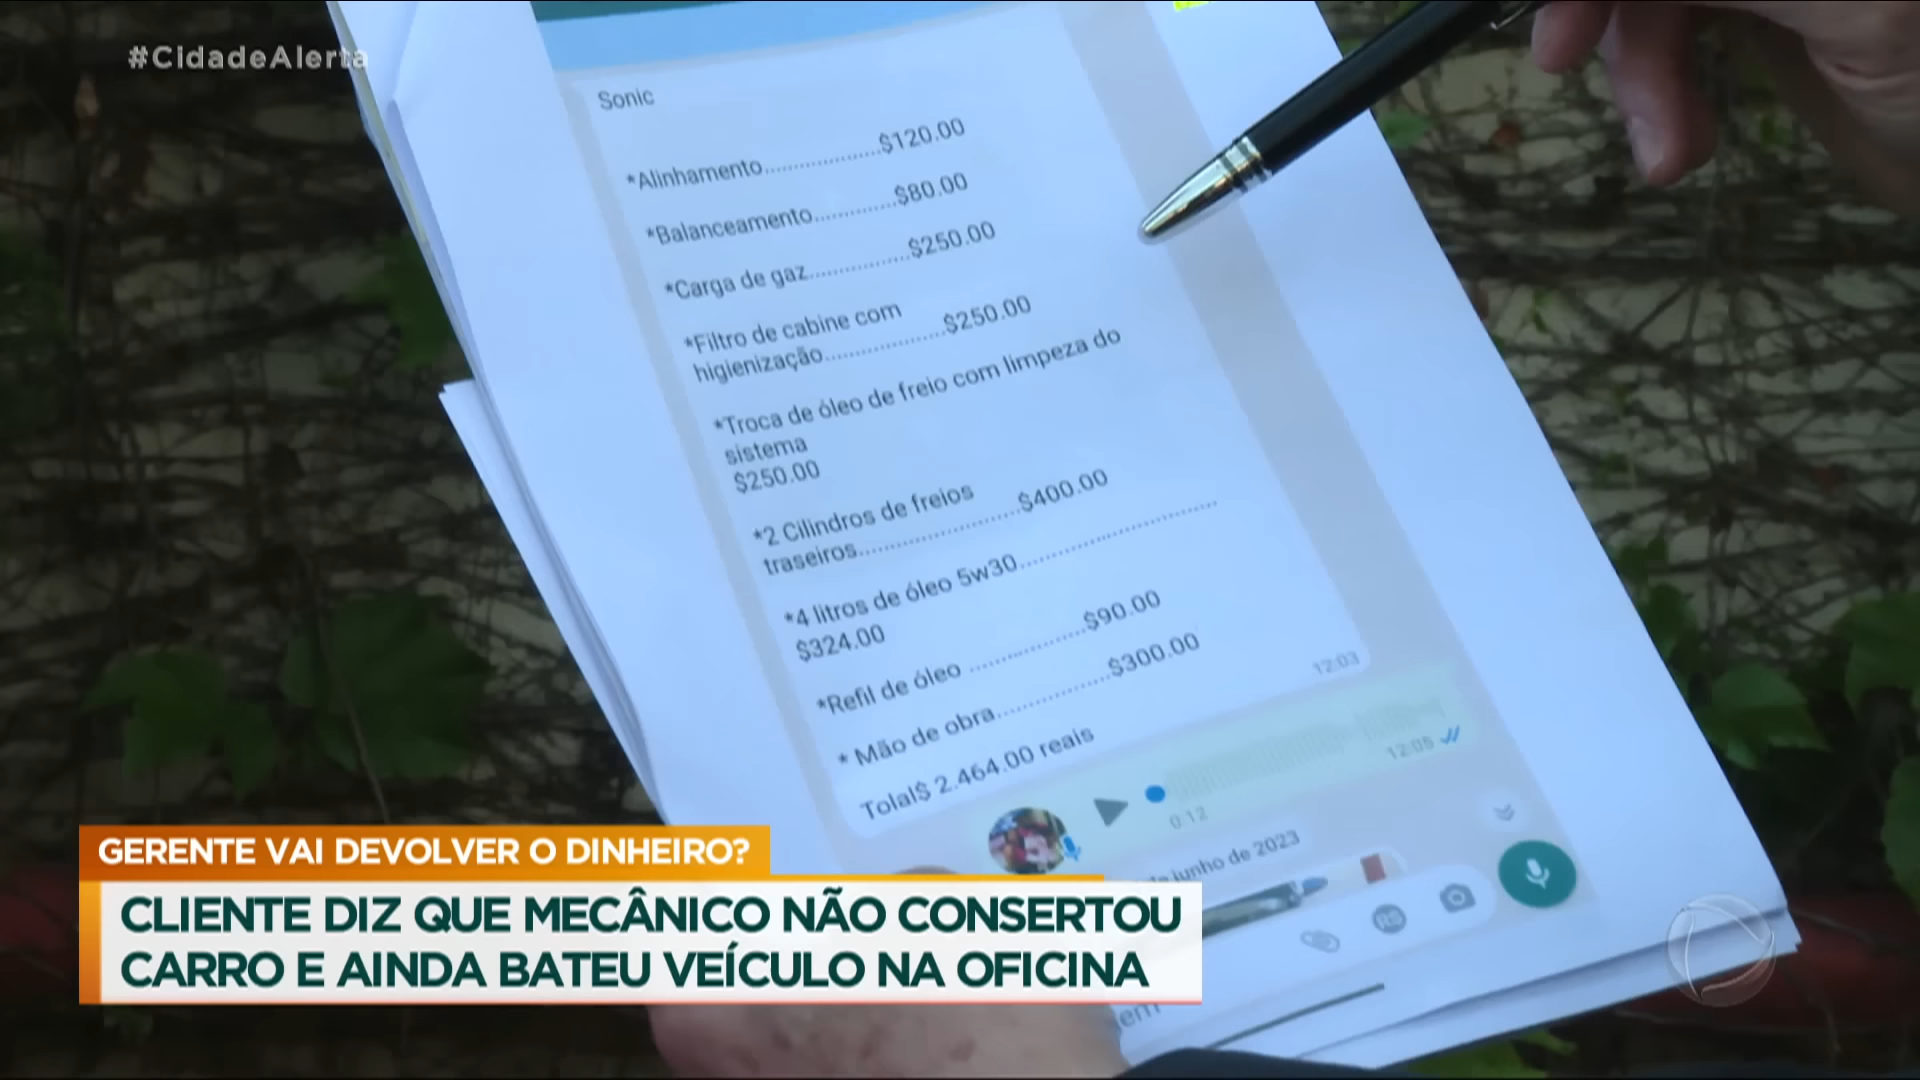 #CidadeAlerta
Sonic
*Alinhamento...................$120.00
*Balanceamento..............$80.00
*Carga de gaz.................$250.00
*Filtro de cabine com
higienização....................$250.00
*Troca de óleo de freio com limpeza do
sistema
$250.00
*2 Cilindros de freios
traseiros...........................$400.00
*4 litros de óleo 5w30.................................
$324.00
*Refil de óleo ...................$90.00
* Mão de obra...................$300.00
Tolal$ 2.464.00 reais
12:03
12:05
0:12
junho de 2023
GERENTE VAI DEVOLVER O DINHEIRO?
CLIENTE DIZ QUE MECÂNICO NÃO CONSERTOU
CARRO E AINDA BATEU VEÍCULO NA OFICINA